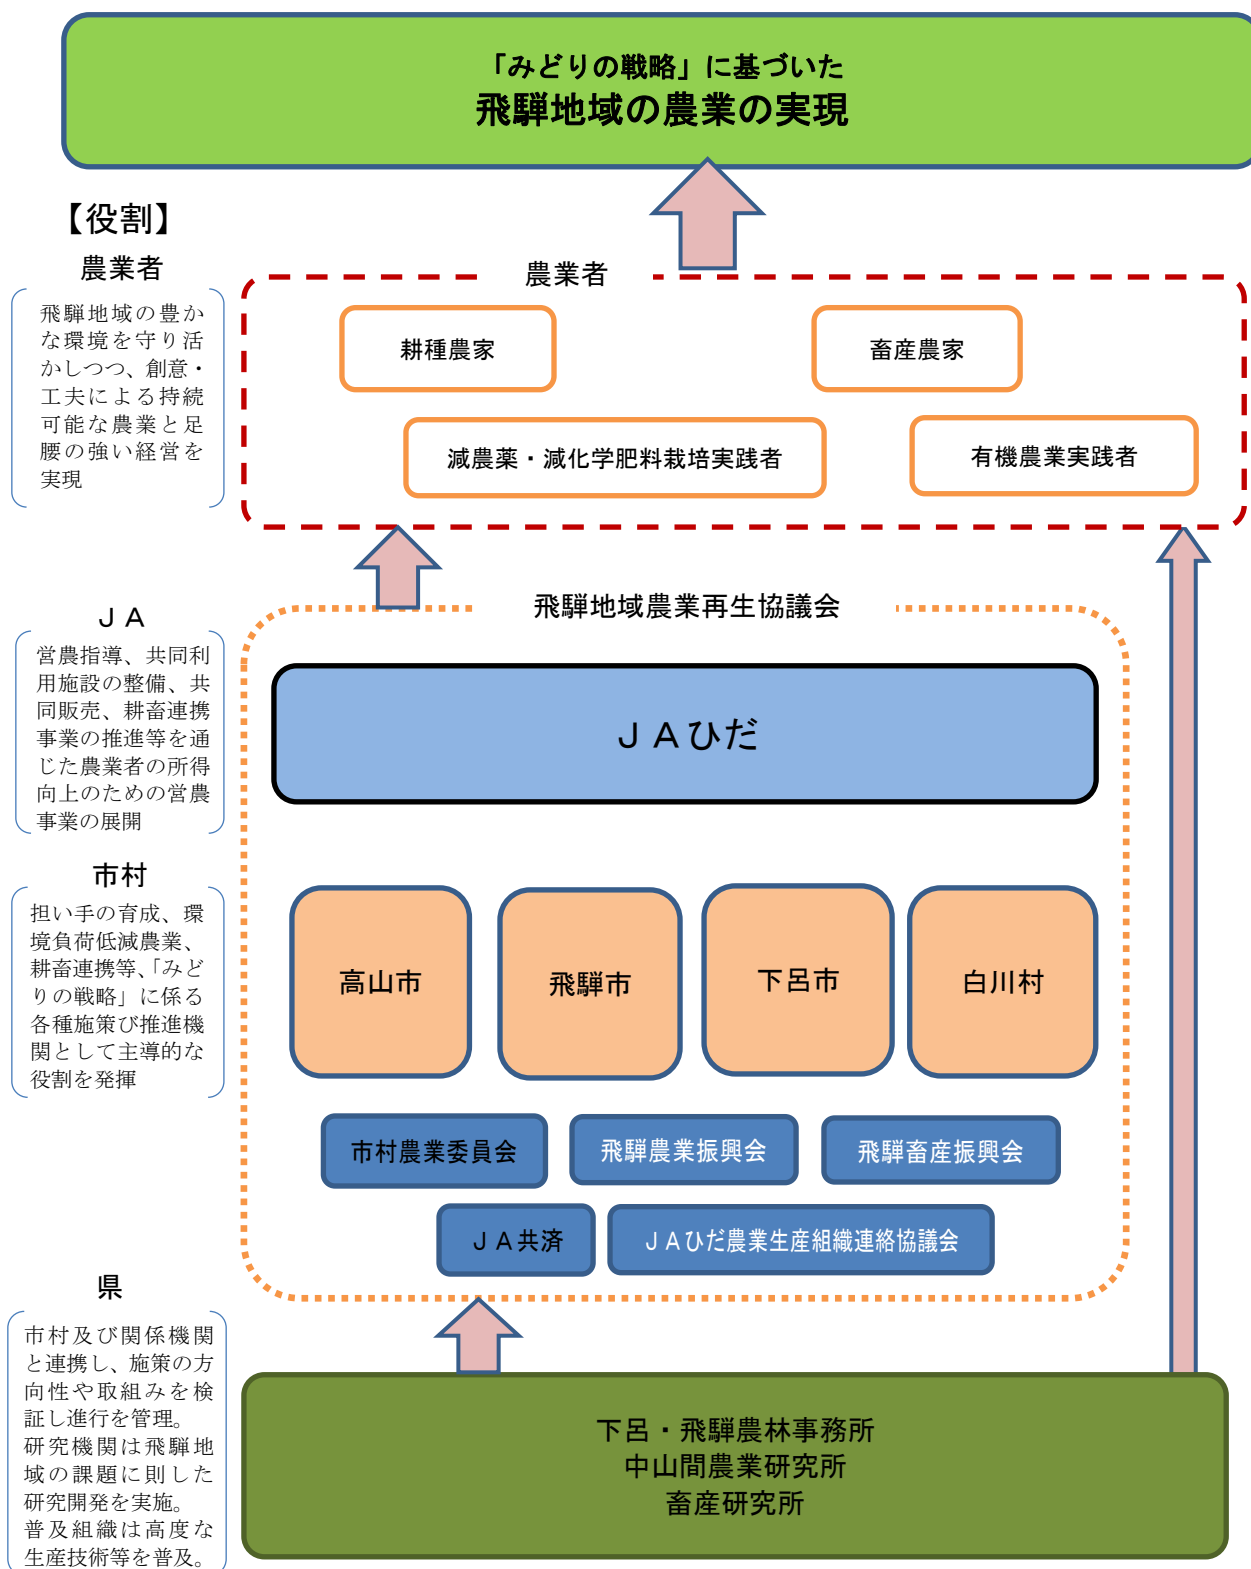 「みどりの戦略」に基づいた
飛騨地域の農業の実現
【役割】
農業者
飛騨地域の豊か
な環境を守り活
かしつつ、創意・
工夫による持続
可能な農業と足
腰の強い経営を
実現
農業者
耕種農家
畜産農家
減農薬・減化学肥料栽培実践者
有機農業実践者
ＪＡ
営農指導、共同利
用施設の整備、共
同販売、耕畜連携
事業の推進等を通
じた農業者の所得
向上のための営農
事業の展開
飛騨地域農業再生協議会
ＪＡひだ
市村
担い手の育成、環
境負荷低減農業、
耕畜連携等、「みど
りの戦略」に係る
各種施策び推進機
関として主導的な
役割を発揮
高山市
飛騨市
下呂市
白川村
市村農業委員会
飛騨農業振興会
飛騨畜産振興会
ＪＡ共済
ＪＡひだ農業生産組織連絡協議会
県
市村及び関係機関
と連携し、施策の方
向性や取組みを検
証し進行を管理。
研究機関は飛騨地
域の課題に則した
研究開発を実施。
普及組織は高度な
生産技術等を普及。
下呂・飛騨農林事務所
中山間農業研究所
畜産研究所